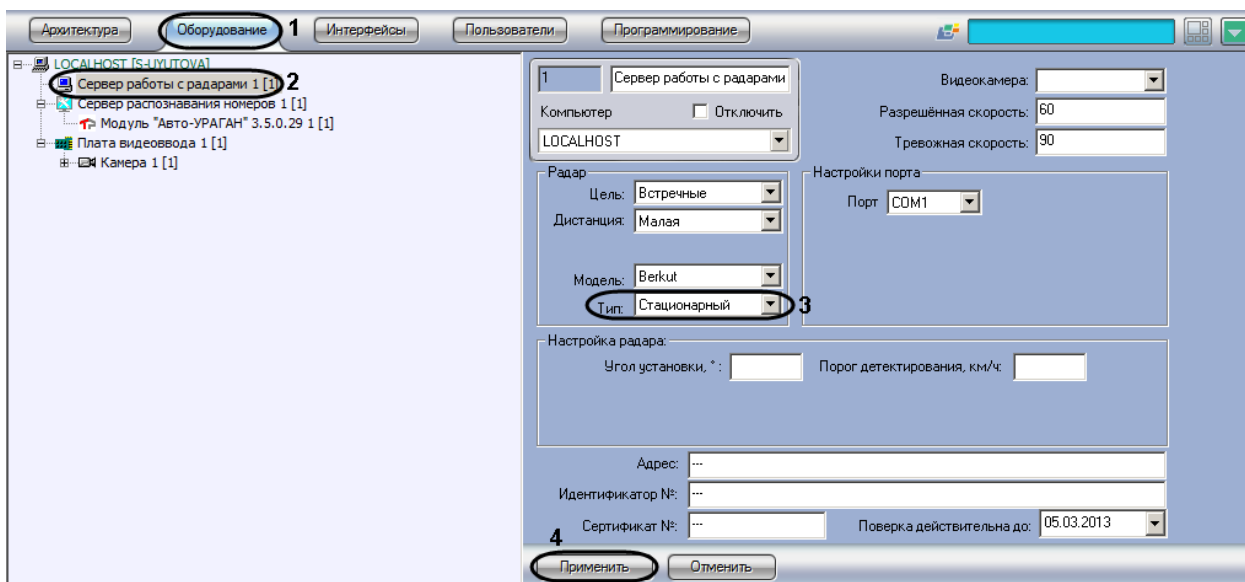 Архитектура Оборудование 1 Интерфейсы Пользователи Программирование
LOCALHOST [S-UYUTOVA]
Сервер работы с радарами 1 [1] 2
Сервер распознавания номеров 1 [1]
Модуль "Авто-УРАГАН" 3.5.0.29 1 [1]
Плата видеоввода 1 [1]
Камера 1 [1]
1 Сервер работы с радарами
Компьютер Отключить
LOCALHOST
Видеокамера:
Разрешённая скорость: 60
Тревожная скорость: 90
Радар
Цель: Встречные
Дистанция: Малая
Модель: Berkut
Тип: Стационарный 3
Настройки порта
Порт COM1
Настройка радара:
Угол установки, °: Порог детектирования, км/ч:
Адрес: ---
Идентификатор №: ---
Сертификат №: --- Поверка действительна до: 05.03.2013
4
Применить Отменить